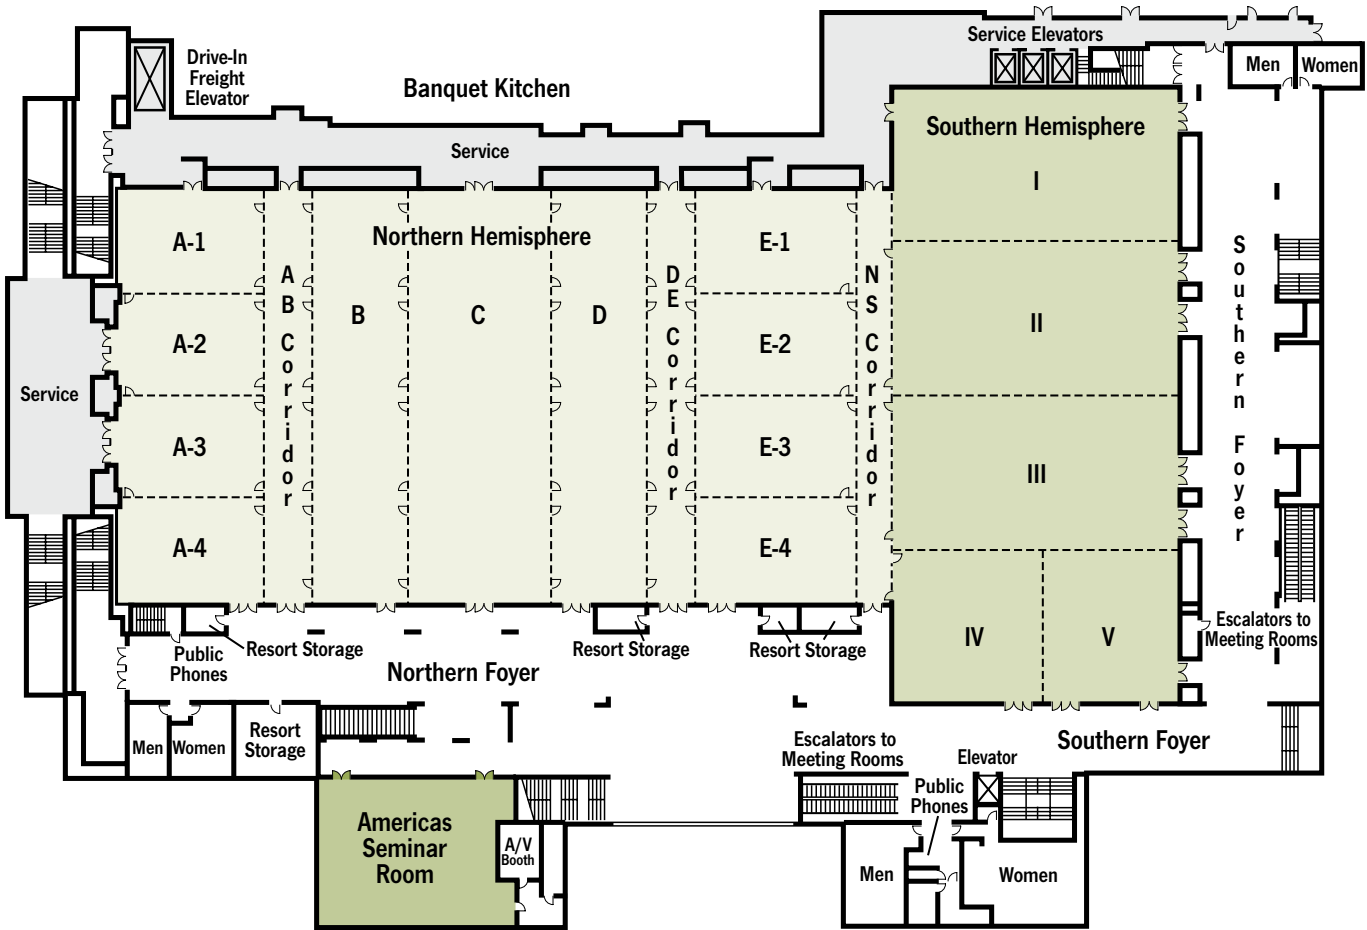 Drive-In
Freight
Elevator
Banquet Kitchen
Service Elevators
Men
Women
Service
Southern Hemisphere
I
Northern Hemisphere
A-1
A-2
A-3
A-4
AB Corridor
B
C
D
DE Corridor
E-1
E-2
E-3
E-4
NS Corridor
II
III
IV
V
Southern Foyer
Service
Escalators to
Meeting Rooms
Public
Phones
Resort Storage
Resort Storage
Resort Storage
Northern Foyer
Men
Women
Resort
Storage
Escalators to
Meeting Rooms
Southern Foyer
Elevator
Public
Phones
Americas
Seminar
Room
A/V
Booth
Men
Women